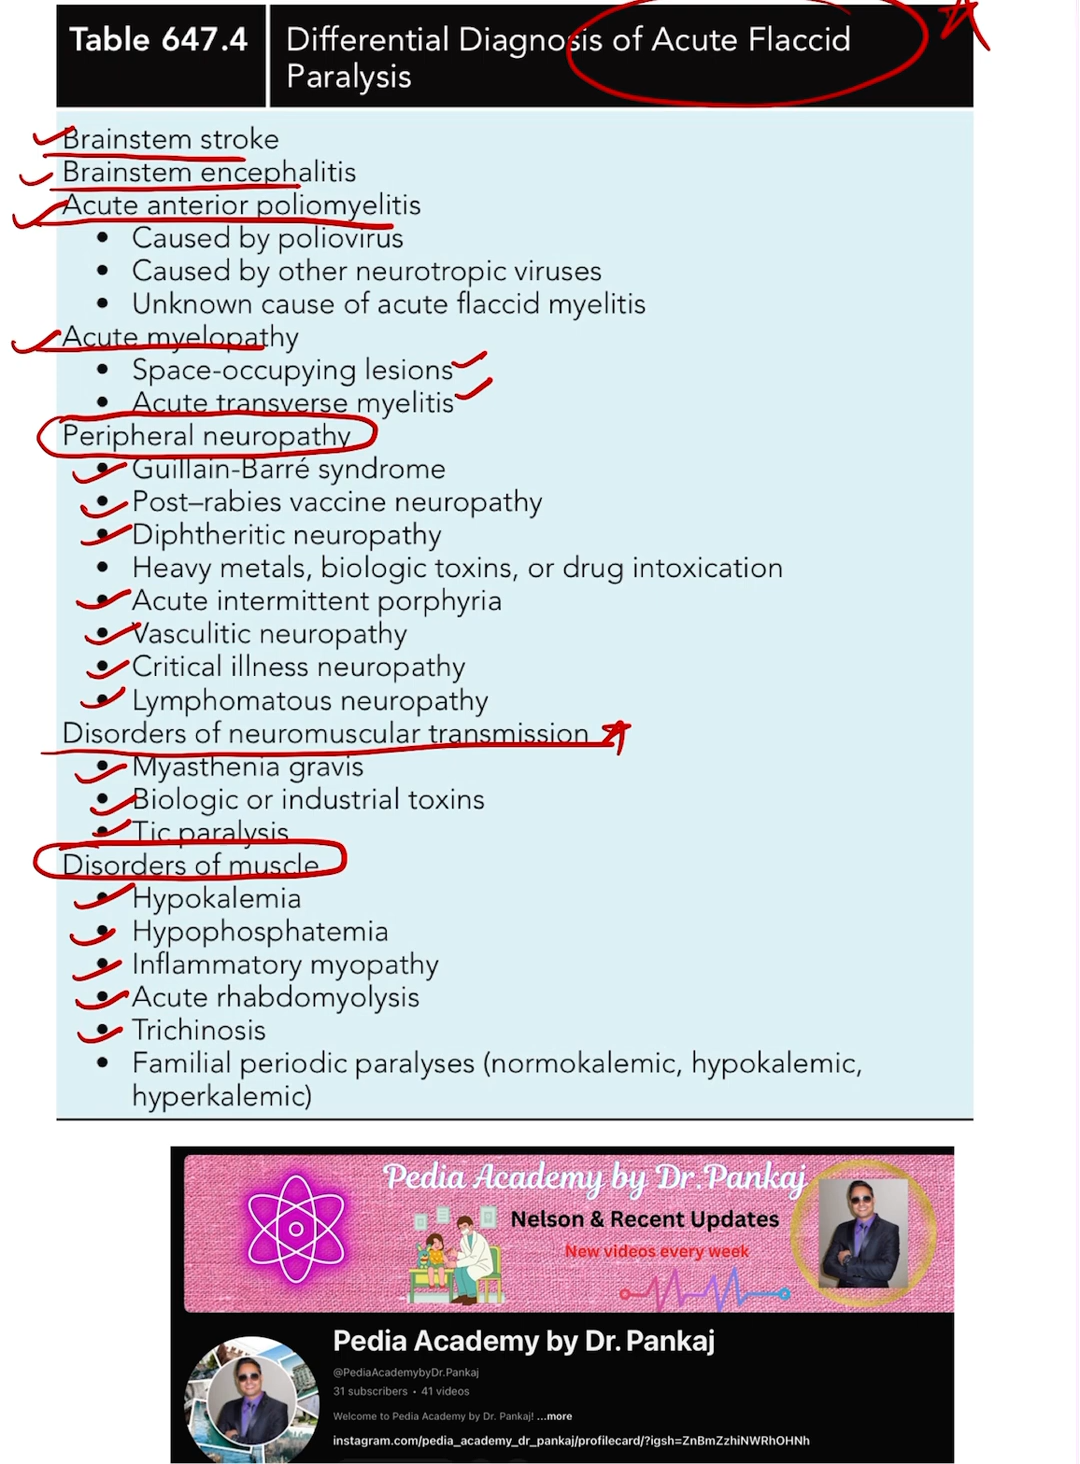 Table 647.4
Differential Diagnosis of Acute Flaccid
Paralysis
Brainstem stroke
Brainstem encephalitis
Acute anterior poliomyelitis
• Caused by poliovirus
• Caused by other neurotropic viruses
• Unknown cause of acute flaccid myelitis
Acute myelopathy
• Space-occupying lesions
• Acute transverse myelitis
Peripheral neuropathy
• Guillain-Barré syndrome
• Post–rabies vaccine neuropathy
• Diphtheritic neuropathy
• Heavy metals, biologic toxins, or drug intoxication
• Acute intermittent porphyria
• Vasculitic neuropathy
• Critical illness neuropathy
• Lymphomatous neuropathy
Disorders of neuromuscular transmission
• Myasthenia gravis
• Biologic or industrial toxins
• Tic paralysis
Disorders of muscle
• Hypokalemia
• Hypophosphatemia
• Inflammatory myopathy
• Acute rhabdomyolysis
• Trichinosis
• Familial periodic paralyses (normokalemic, hypokalemic,
hyperkalemic)
Pedia Academy by Dr.Pankaj
Nelson & Recent Updates
New videos every week
Pedia Academy by Dr. Pankaj
@PediaAcademybyDr.Pankaj
31 subscribers • 41 videos
Welcome to Pedia Academy by Dr. Pankaj! ...more
instagram.com/pedia_academy_dr_pankaj/profilecard/?igsh=ZnBmZzhiNWRhOHNh